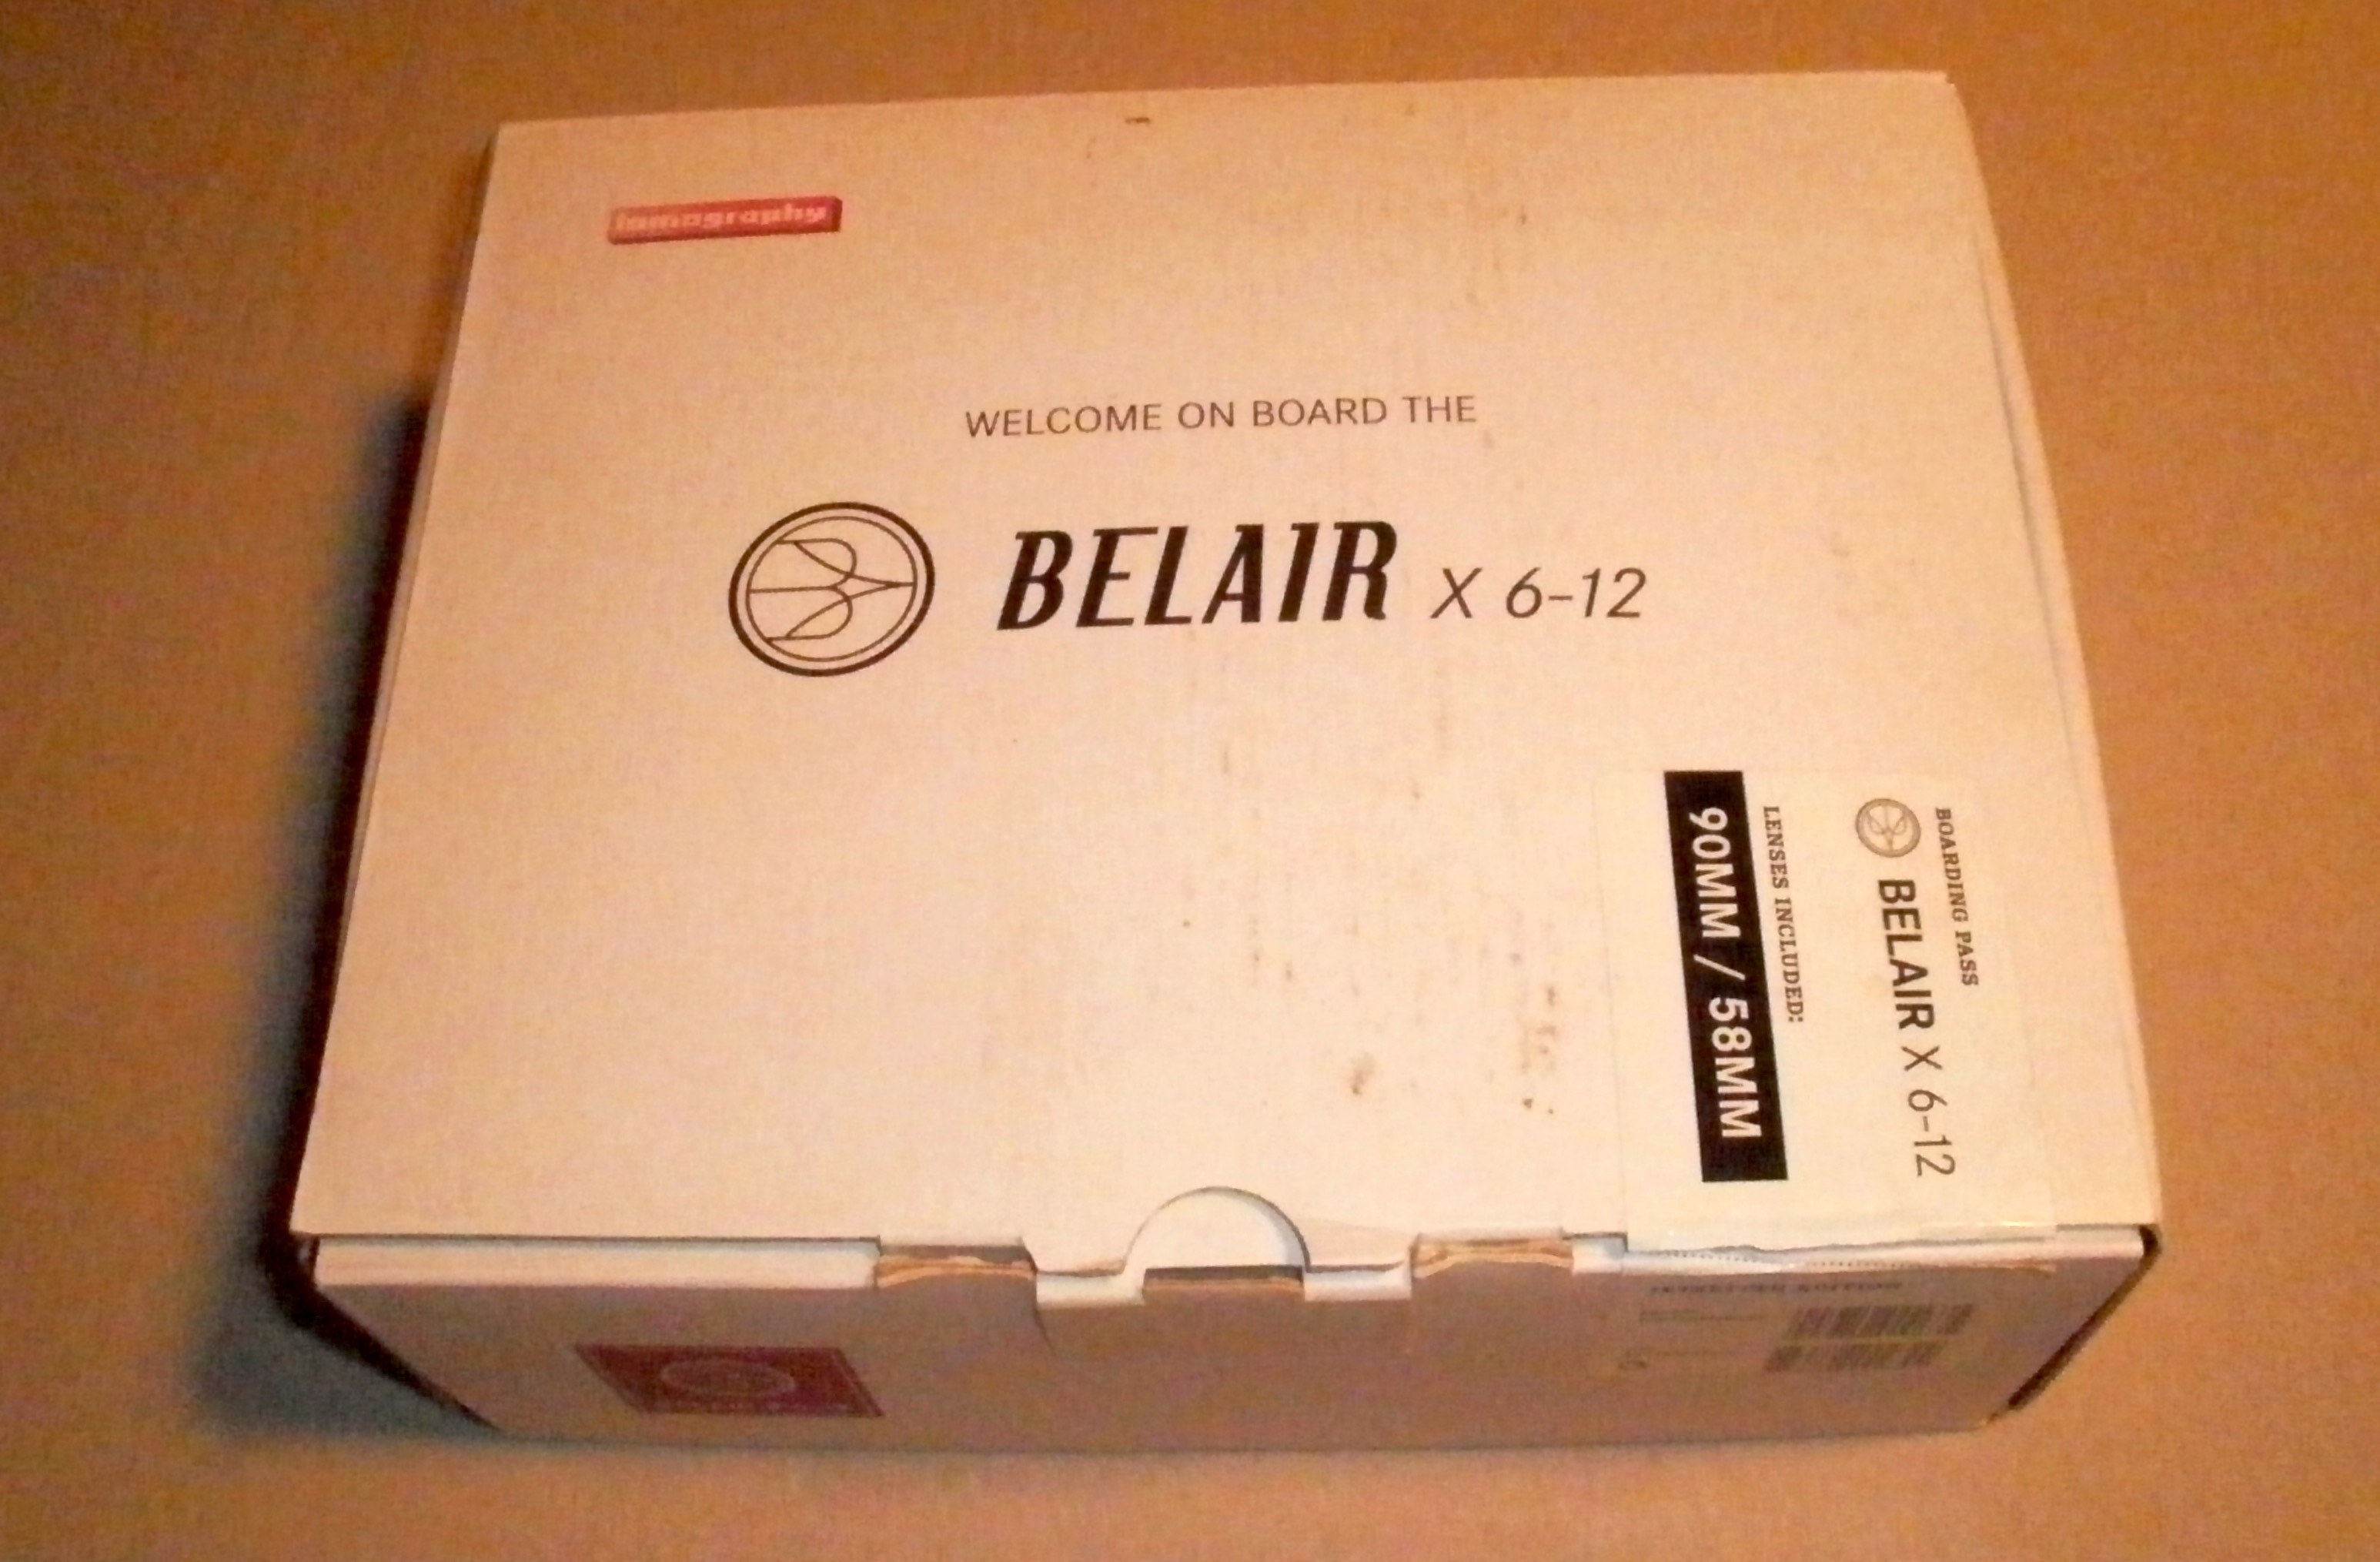 lomography
WELCOME ON BOARD THE
BELAIR X 6-12
BOARDING PASS
BELAIR X 6-12
LENSES INCLUDED:
90MM / 58MM